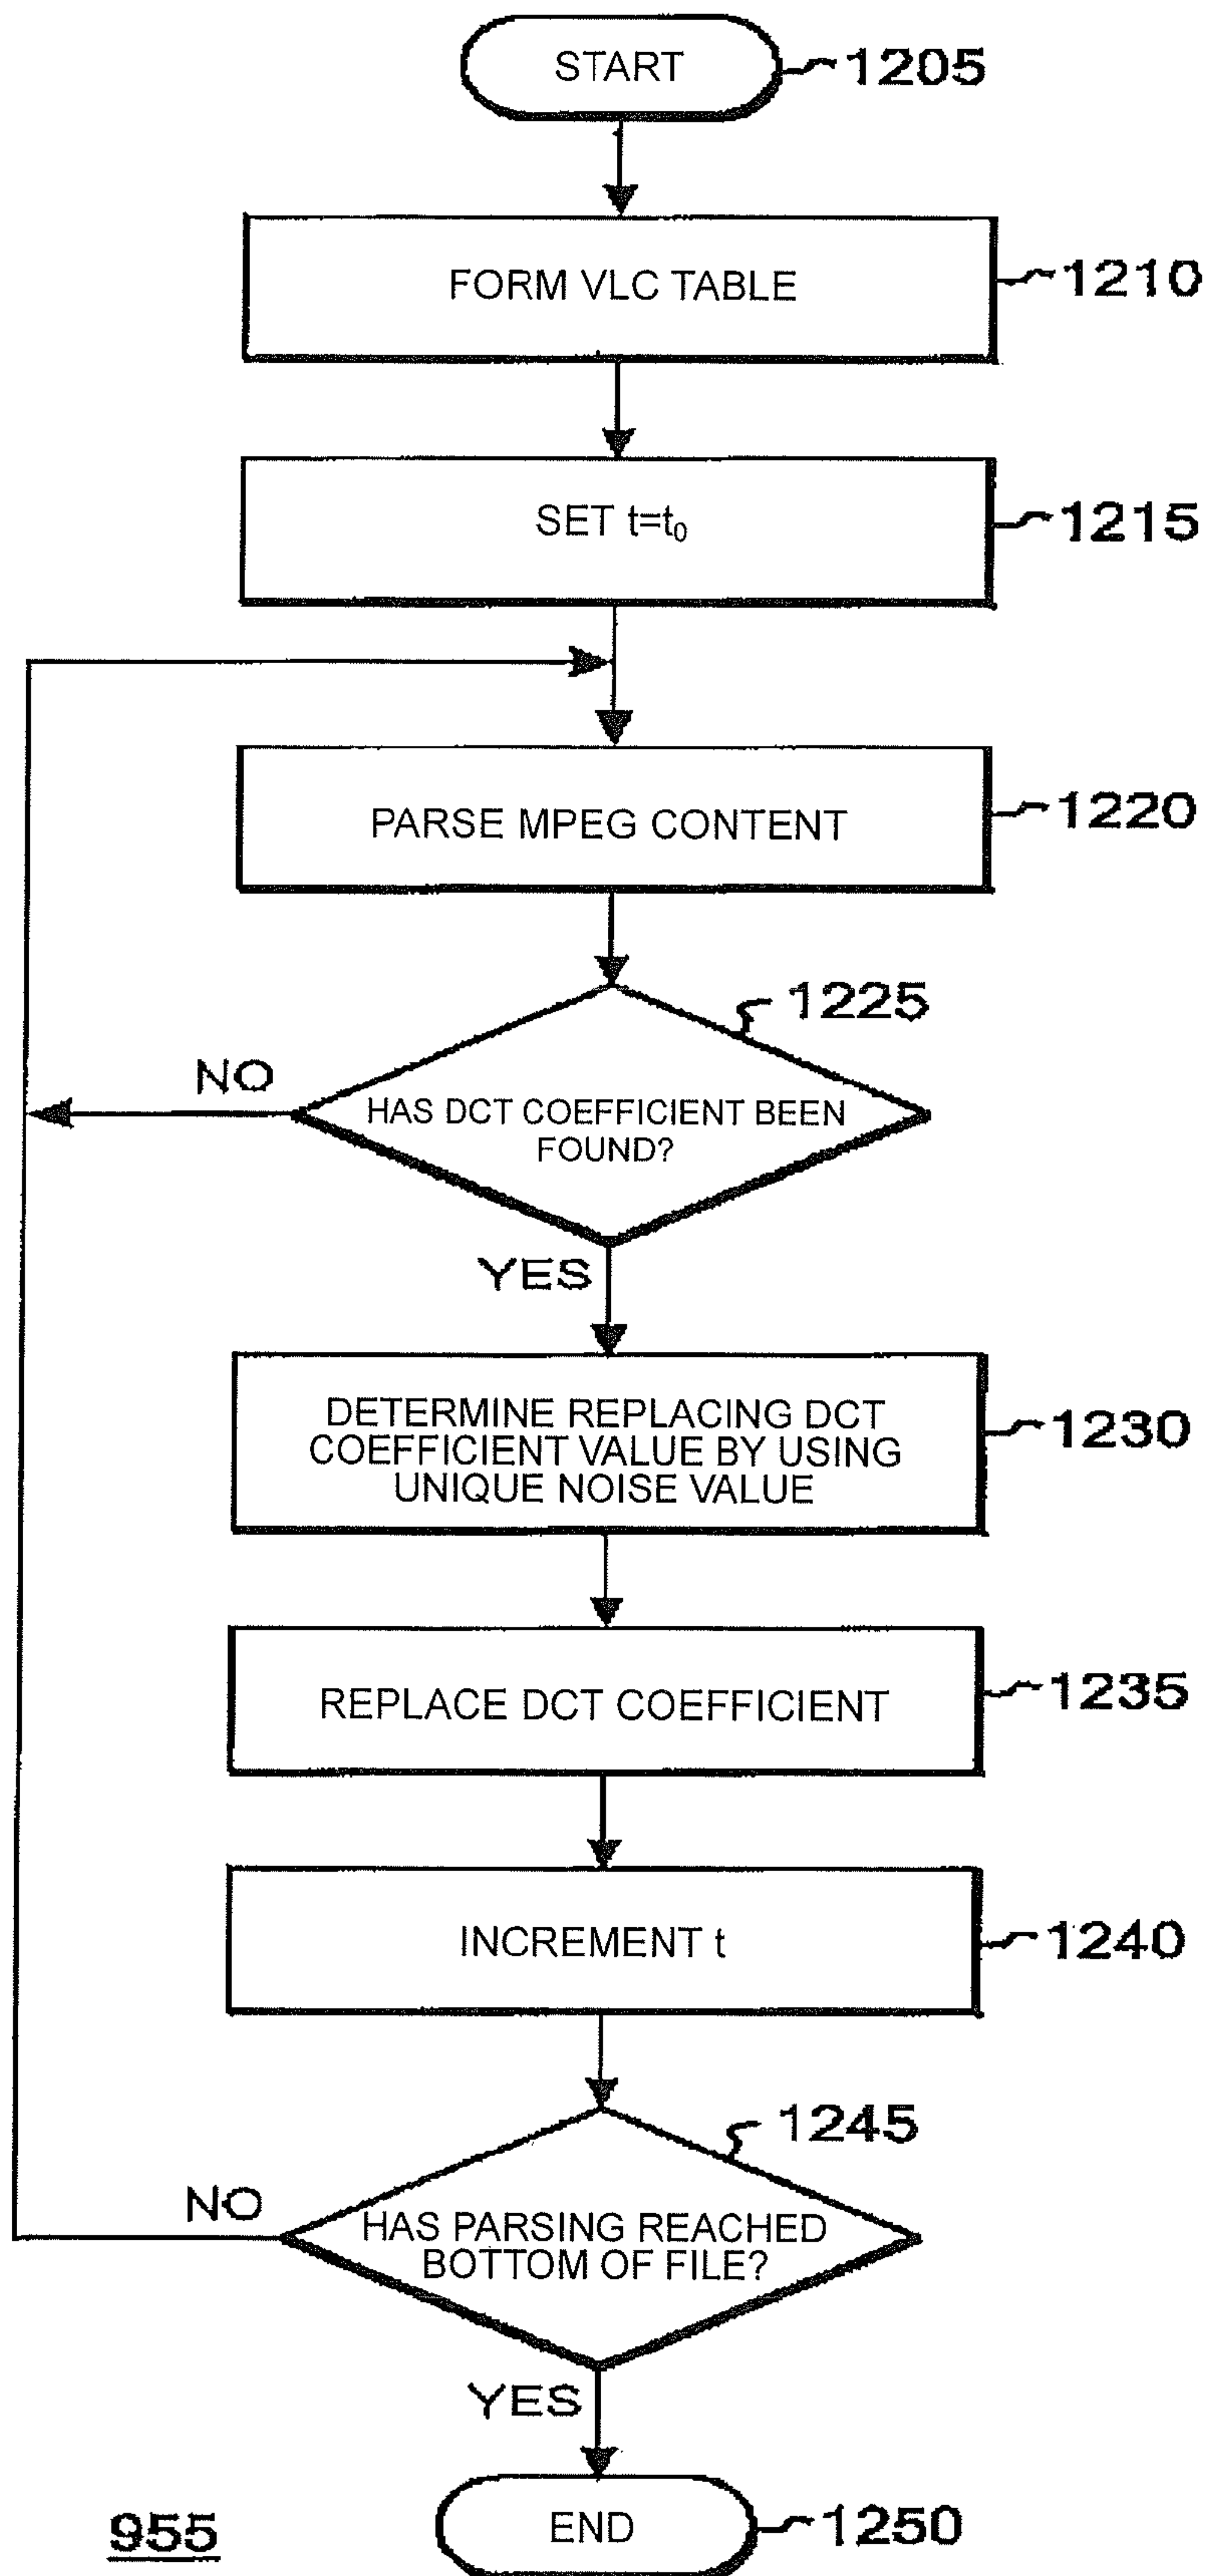 START
1205
FORM VLC TABLE
1210
SET t=t₀
1215
PARSE MPEG CONTENT
1220
1225
NO
HAS DCT COEFFICIENT BEEN
FOUND?
YES
DETERMINE REPLACING DCT
COEFFICIENT VALUE BY USING
UNIQUE NOISE VALUE
1230
REPLACE DCT COEFFICIENT
1235
INCREMENT t
1240
1245
NO
HAS PARSING REACHED
BOTTOM OF FILE?
YES
END
1250
955